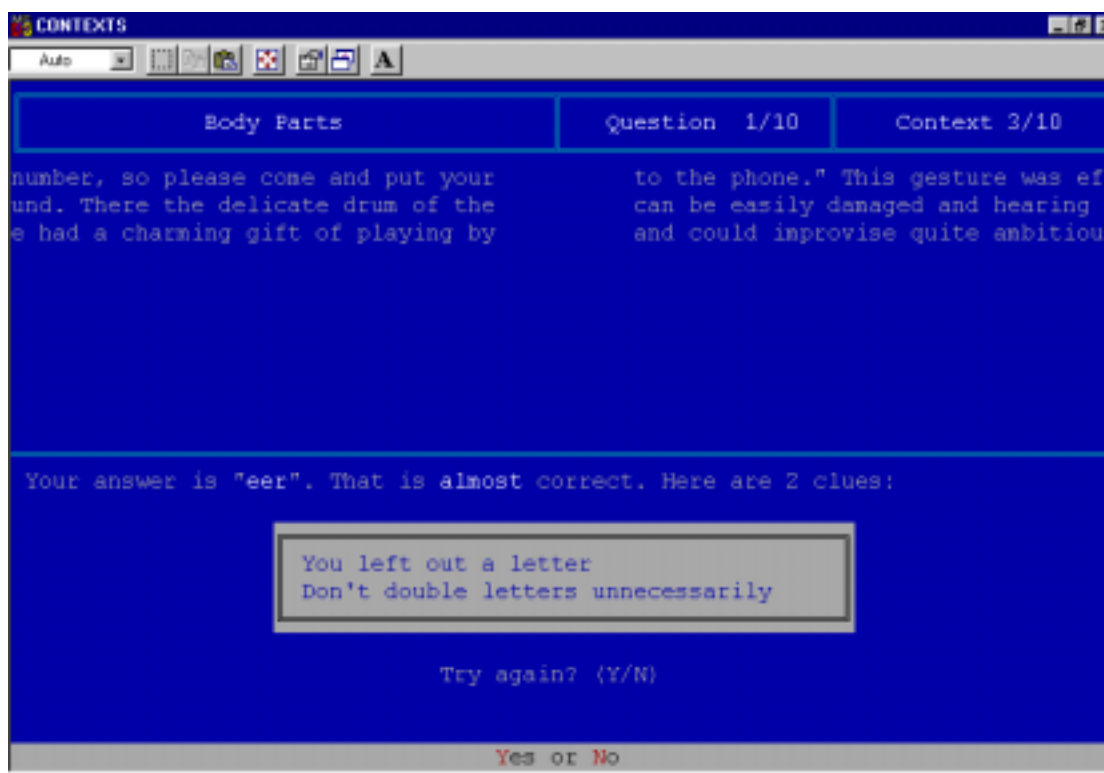 CONTEXTS
Auto A
Body Parts Question 1/10 Context 3/10
number, so please come and put your to the phone." This gesture was ef
und. There the delicate drum of the can be easily damaged and hearing
e had a charming gift of playing by and could improvise quite ambitiou
Your answer is "eer". That is almost correct. Here are 2 clues:
You left out a letter
Don't double letters unnecessarily
Try again? (Y/N)
Yes or No